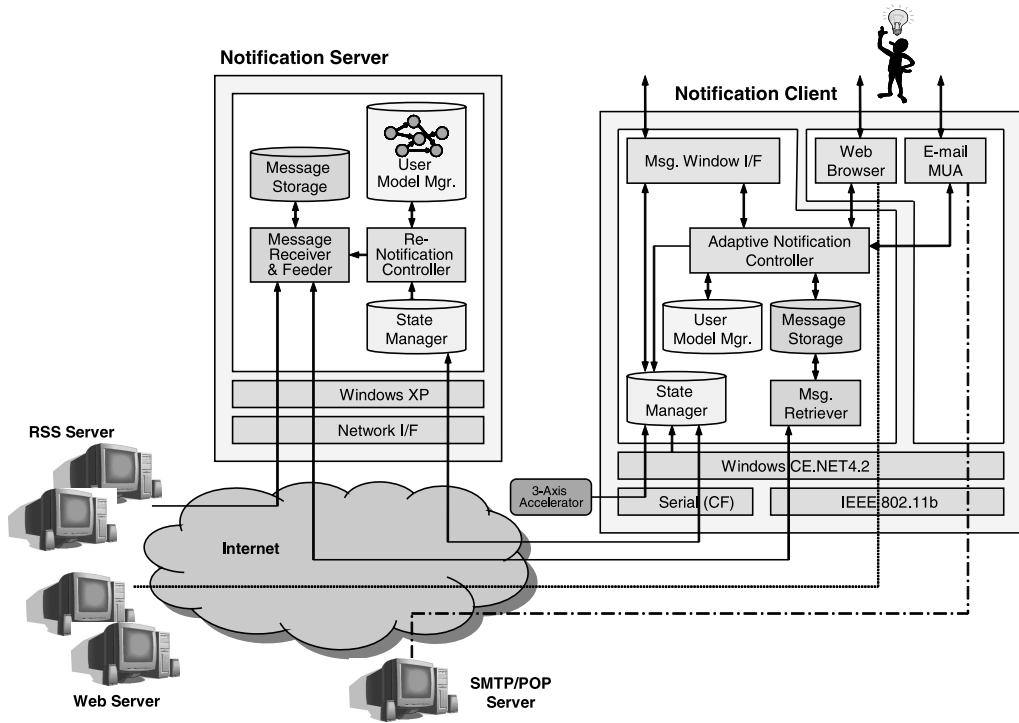 Notification Server
Message
Storage
User
Model Mgr.
Message
Receiver
& Feeder
Re-
Notification
Controller
State
Manager
Windows XP
Network I/F
Notification Client
Msg. Window I/F
Web
Browser
E-mail
MUA
Adaptive Notification
Controller
User
Model Mgr.
Message
Storage
State
Manager
Msg.
Retriever
Windows CE.NET4.2
3-Axis
Accelerator
Serial (CF)
IEEE 802.11b
RSS Server
Internet
Web Server
SMTP/POP
Server